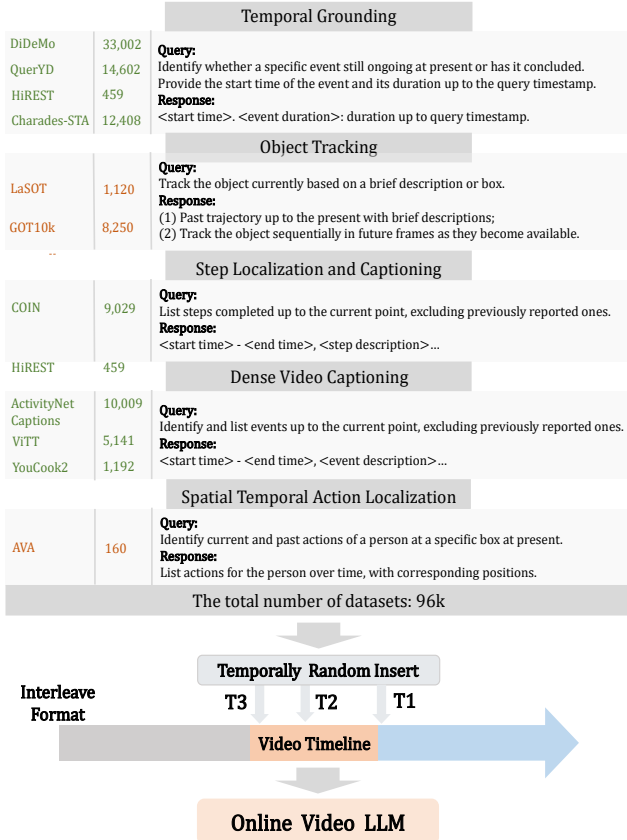 Temporal Grounding
DiDeMo 33,002
QuerYD 14,602
HiREST 459
Charades-STA 12,408
Query:
Identify whether a specific event still ongoing at present or has it concluded.
Provide the start time of the event and its duration up to the query timestamp.
Response:
<start time>. <event duration>: duration up to query timestamp.
Object Tracking
LaSOT 1,120
GOT10k 8,250
Query:
Track the object currently based on a brief description or box.
Response:
(1) Past trajectory up to the present with brief descriptions;
(2) Track the object sequentially in future frames as they become available.
Step Localization and Captioning
COIN 9,029
HiREST 459
Query:
List steps completed up to the current point, excluding previously reported ones.
Response:
<start time> - <end time>, <step description>...
Dense Video Captioning
ActivityNet 10,009
Captions
ViTT 5,141
YouCook2 1,192
Query:
Identify and list events up to the current point, excluding previously reported ones.
Response:
<start time> - <end time>, <event description>...
Spatial Temporal Action Localization
AVA 160
Query:
Identify current and past actions of a person at a specific box at present.
Response:
List actions for the person over time, with corresponding positions.
The total number of datasets: 96k
Temporally Random Insert
Interleave
Format
T3 T2 T1
Video Timeline
Online Video LLM